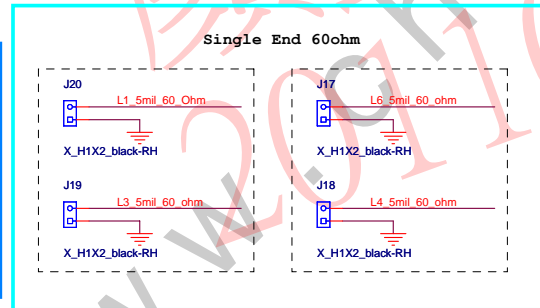 Single End 60ohm
J20
L1_5mil_60_Ohm
X_H1X2_black-RH
J19
L3_5mil_60_ohm
X_H1X2_black-RH
J17
L6_5mil_60_ohm
X_H1X2_black-RH
J18
L4_5mil_60_ohm
X_H1X2_black-RH